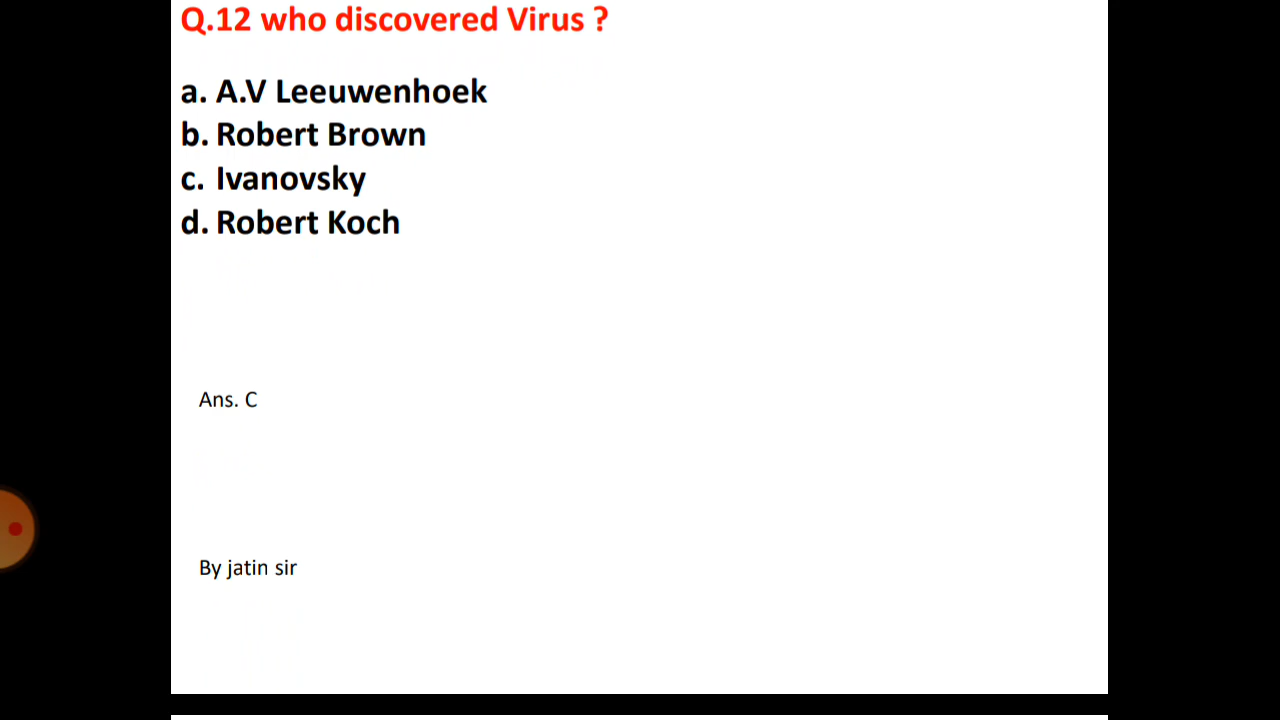 Q.12 who discovered Virus ?
a. A.V Leeuwenhoek
b. Robert Brown
c. Ivanovsky
d. Robert Koch
Ans. C
By jatin sir